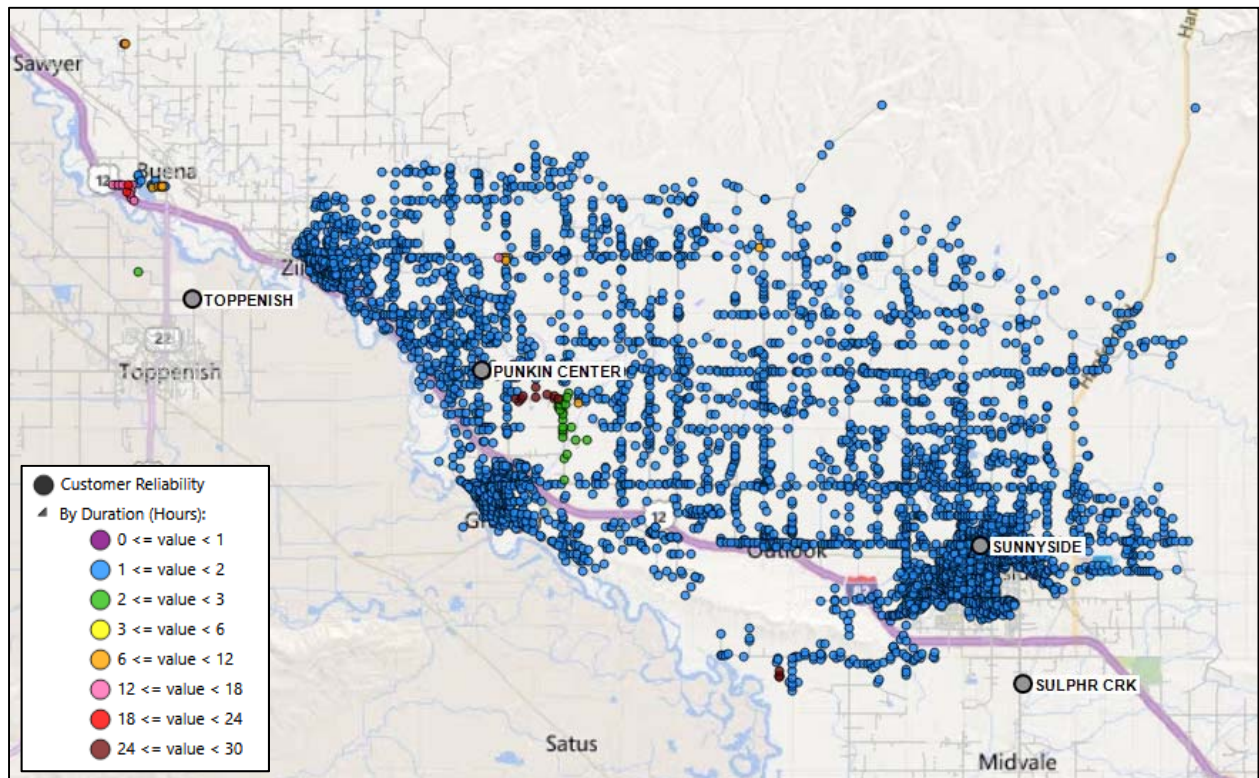 Sawyer
Buena
12
TOPPENISH
22
Toppenish
PUNKIN CENTER
12
Outlook
SUNNYSIDE
SULPHR CRK
Satus
Midvale
Customer Reliability
By Duration (Hours):
0 <= value < 1
1 <= value < 2
2 <= value < 3
3 <= value < 6
6 <= value < 12
12 <= value < 18
18 <= value < 24
24 <= value < 30